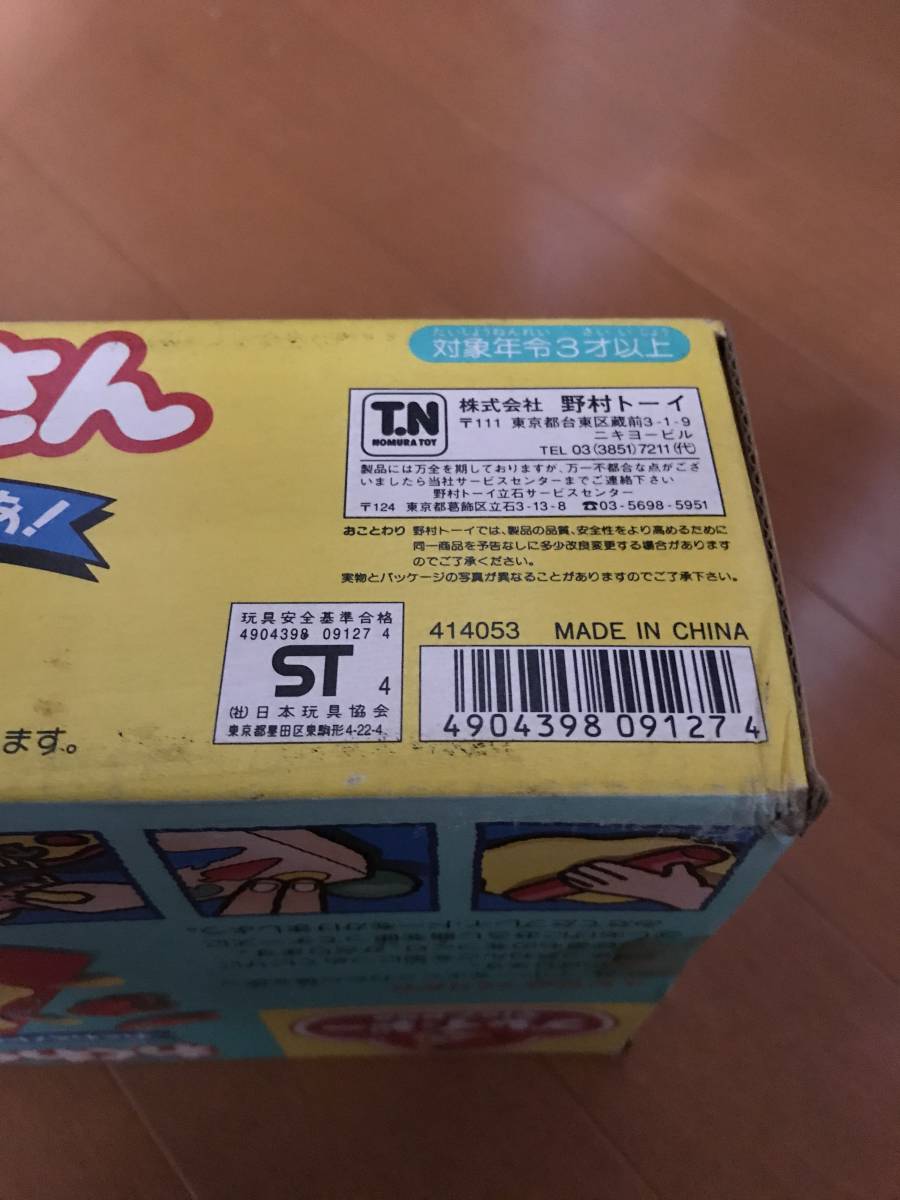 さん
あ!
ます。
たいしょうねんれい さいいじょう
対象年令3才以上
T.N
NOMURA TOY
株式会社 野村トーイ
〒111 東京都台東区蔵前3-1-9
ニキヨービル
TEL 03(3851)7211(代)
製品には万全を期しておりますが、万一不都合な点がござ
いましたら当社サービスセンターまでご連絡下さい
野村トーイ立石サービスセンター
〒124 東京都葛飾区立石3-13-8 ☎03-5698-5951
おことわり 野村トーイでは、製品の品質、安全性をより高めるために
同一商品を予告なしに多少改良変更する場合があります
のでご了承ください。
実物とパッケージの写真が異なることがありますのでご了承下さい。
玩具安全基準合格
4904398 09127 4
ST 4
(社)日本玩具協会
東京都墨田区東駒形4-22-4
414053 MADE IN CHINA
4904398 091274